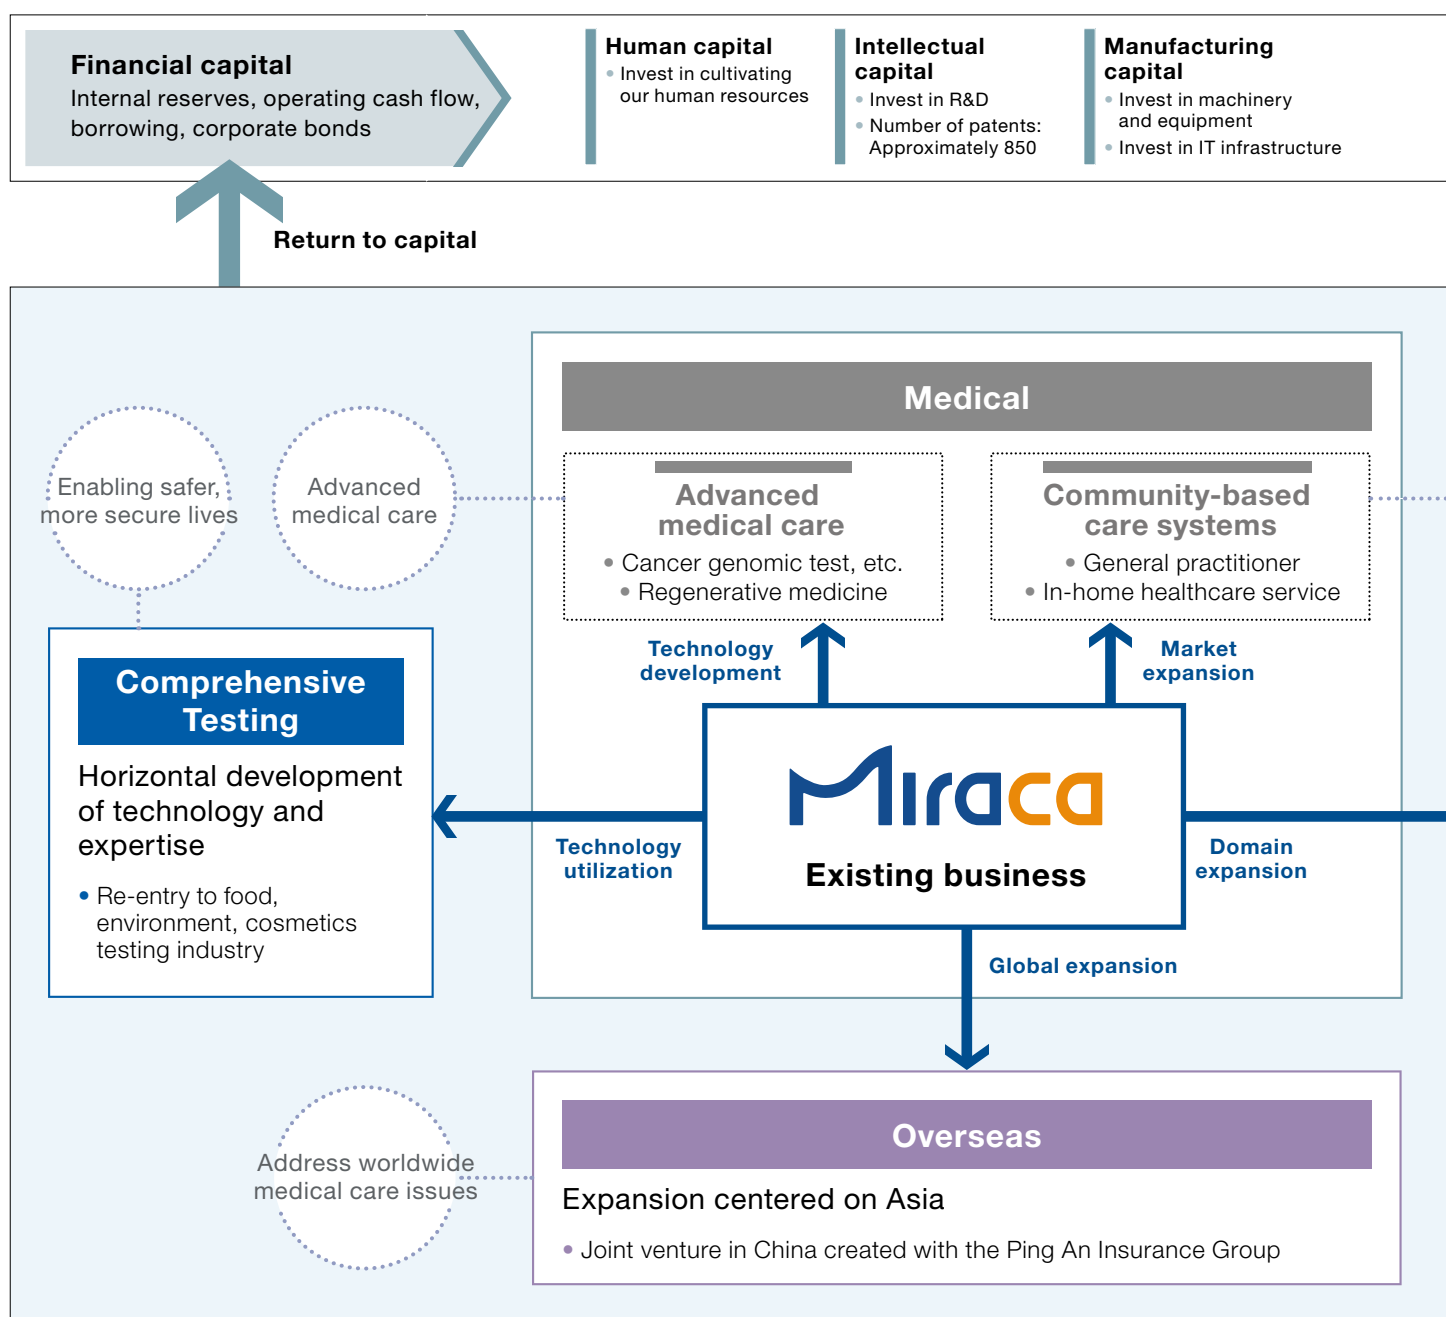 Financial capital
Internal reserves, operating cash flow,
borrowing, corporate bonds
Human capital
• Invest in cultivating
our human resources
Intellectual
capital
• Invest in R&D
• Number of patents:
Approximately 850
Manufacturing
capital
• Invest in machinery
and equipment
• Invest in IT infrastructure
Return to capital
Medical
Enabling safer,
more secure lives
Advanced
medical care
Advanced
medical care
• Cancer genomic test, etc.
• Regenerative medicine
Community-based
care systems
• General practitioner
• In-home healthcare service
Technology
development
Market
expansion
Comprehensive
Testing
Horizontal development
of technology and
expertise
• Re-entry to food,
environment, cosmetics
testing industry
Technology
utilization
Miraca
Existing business
Domain
expansion
Global expansion
Overseas
Address worldwide
medical care issues
Expansion centered on Asia
• Joint venture in China created with the Ping An Insurance Group